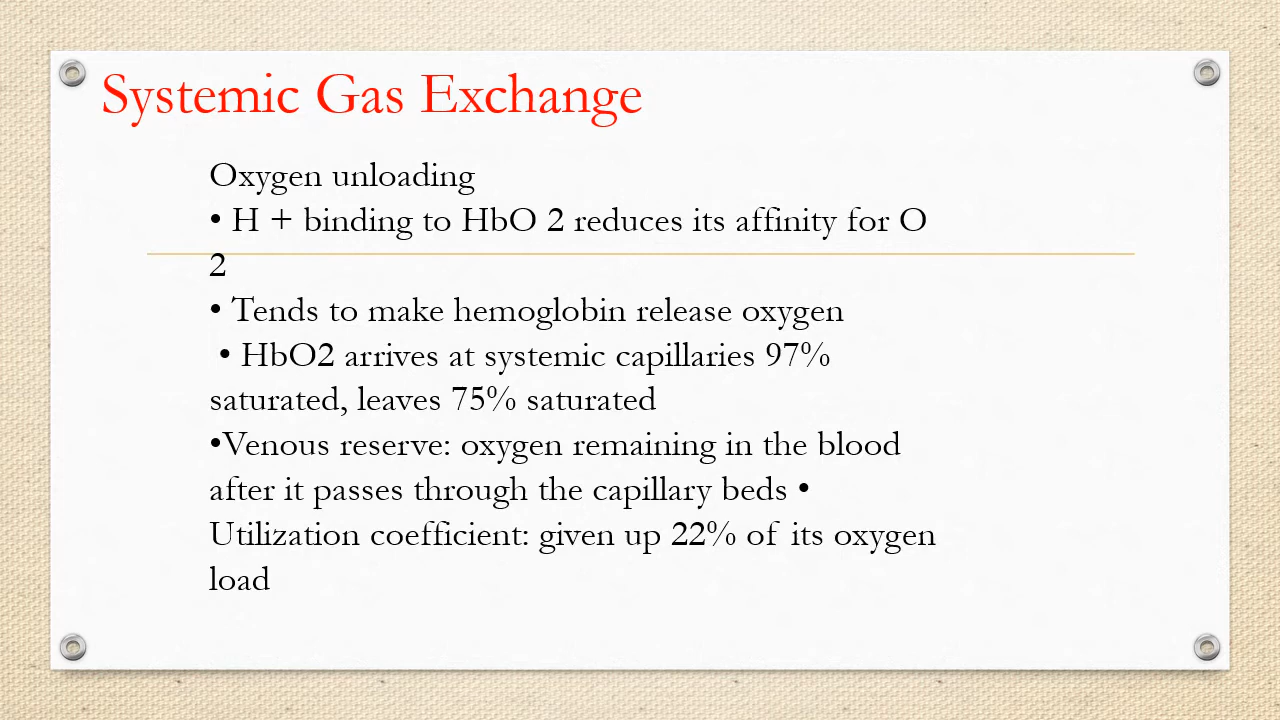 Systemic Gas Exchange
Oxygen unloading
• H + binding to HbO 2 reduces its affinity for O
2
• Tends to make hemoglobin release oxygen
• HbO2 arrives at systemic capillaries 97%
saturated, leaves 75% saturated
•Venous reserve: oxygen remaining in the blood
after it passes through the capillary beds •
Utilization coefficient: given up 22% of its oxygen
load